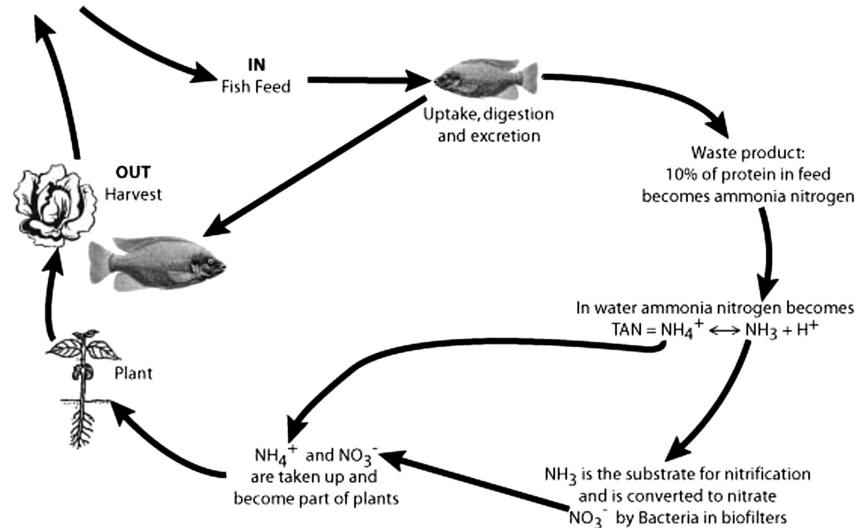 IN
Fish Feed
Uptake, digestion
and excretion
Waste product:
10% of protein in feed
becomes ammonia nitrogen
OUT
Harvest
In water ammonia nitrogen becomes
TAN = NH₄⁺ ↔ NH₃ + H⁺
Plant
NH₄⁺ and NO₃⁻
are taken up and
become part of plants
NH₃ is the substrate for nitrification
and is converted to nitrate
NO₃⁻ by Bacteria in biofilters